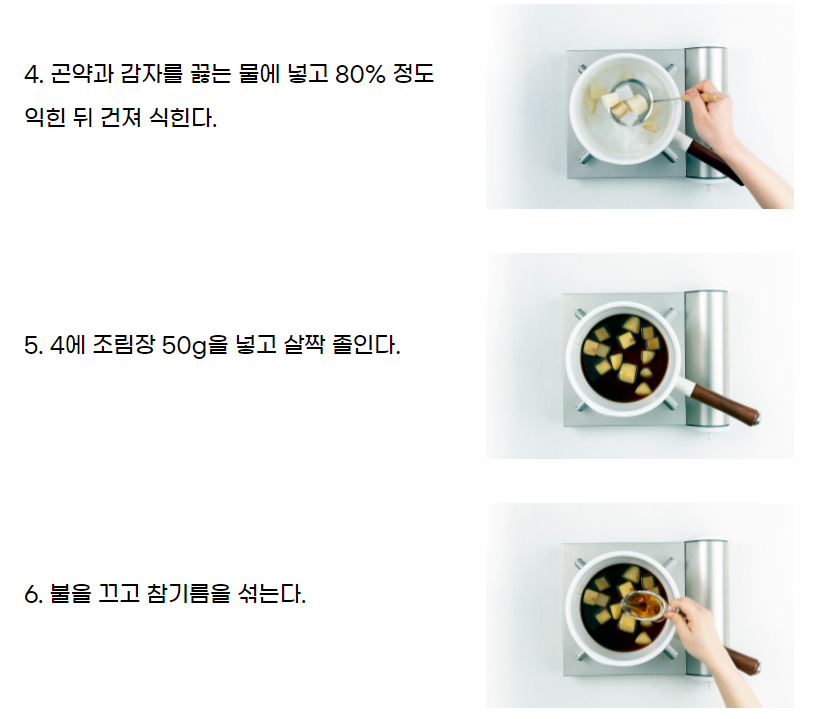 4. 곤약과 감자를 끓는 물에 넣고 80% 정도
익힌 뒤 건져 식힌다.
5. 4에 조림장 50g을 넣고 살짝 졸인다.
6. 불을 끄고 참기름을 섞는다.